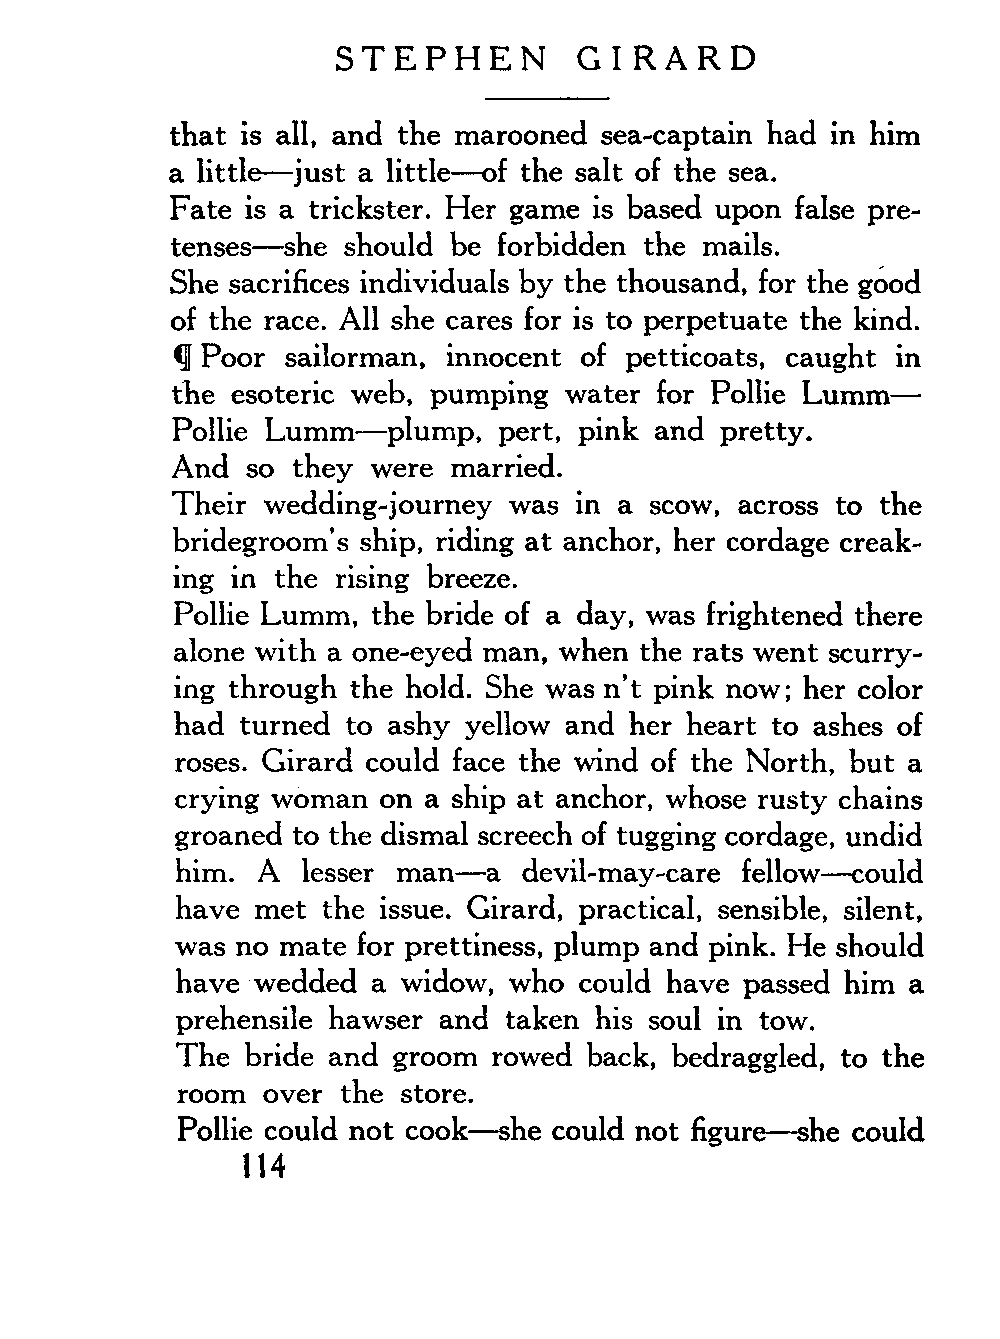 STEPHEN GIRARD
that is all, and the marooned sea-captain had in him
a little—just a little—of the salt of the sea.
Fate is a trickster. Her game is based upon false pre-
tenses—she should be forbidden the mails.
She sacrifices individuals by the thousand, for the good
of the race. All she cares for is to perpetuate the kind.
¶ Poor sailorman, innocent of petticoats, caught in
the esoteric web, pumping water for Pollie Lumm—
Pollie Lumm—plump, pert, pink and pretty.
And so they were married.
Their wedding-journey was in a scow, across to the
bridegroom's ship, riding at anchor, her cordage creak-
ing in the rising breeze.
Pollie Lumm, the bride of a day, was frightened there
alone with a one-eyed man, when the rats went scurry-
ing through the hold. She was n't pink now; her color
had turned to ashy yellow and her heart to ashes of
roses. Girard could face the wind of the North, but a
crying woman on a ship at anchor, whose rusty chains
groaned to the dismal screech of tugging cordage, undid
him. A lesser man—a devil-may-care fellow—could
have met the issue. Girard, practical, sensible, silent,
was no mate for prettiness, plump and pink. He should
have wedded a widow, who could have passed him a
prehensile hawser and taken his soul in tow.
The bride and groom rowed back, bedraggled, to the
room over the store.
Pollie could not cook—she could not figure—she could
114